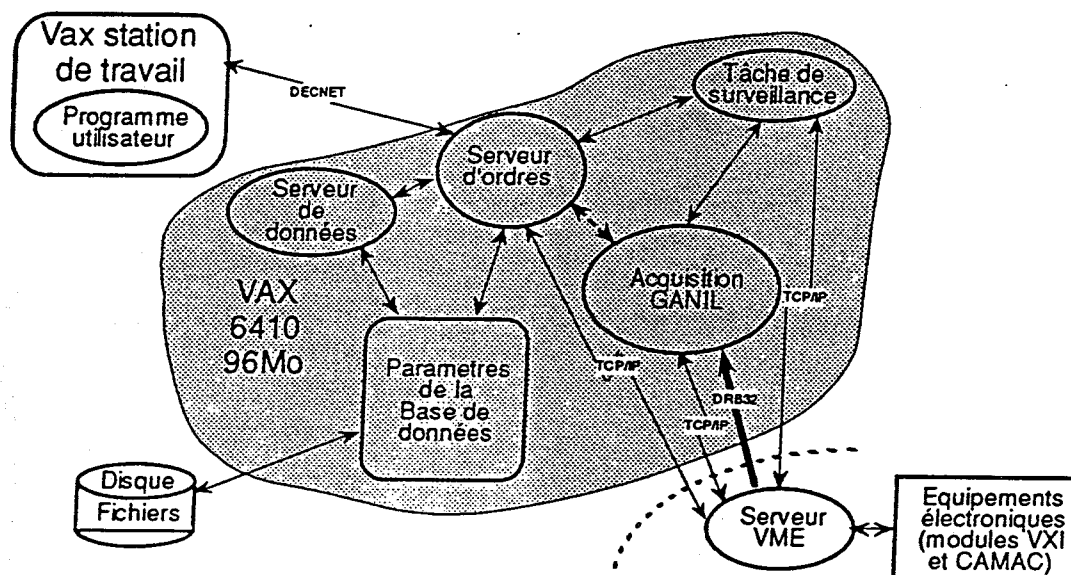 Vax station
de travail
Programme
utilisateur
DECNET
Tâche de
surveillance
Serveur
d'ordres
Serveur
de
données
Acquisition
GANIL
VAX
6410
96Mo
TCP/IP
TCP/IP
DRB32
TCP/IP
Parametres
de la
Base de
données
Disque
Fichiers
Serveur
VME
Equipements
électroniques
(modules VXI
et CAMAC)